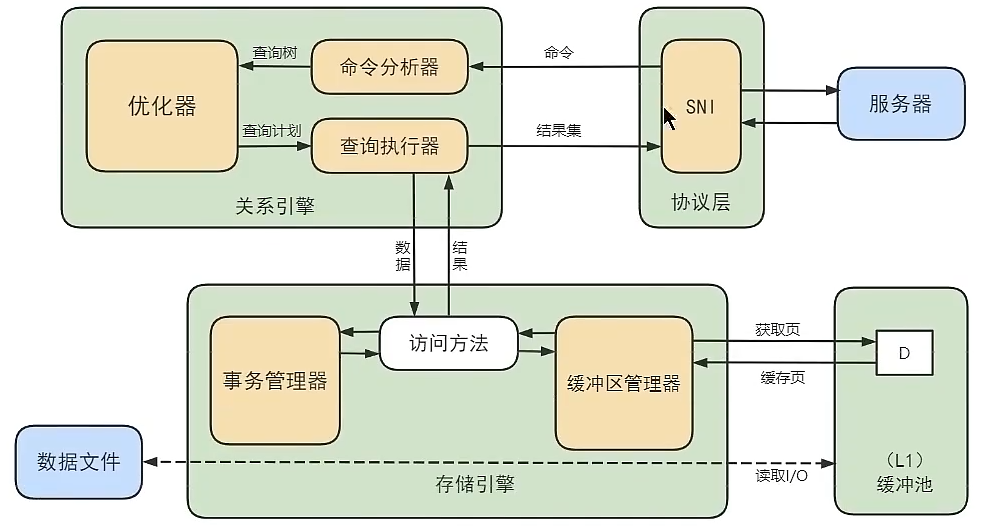 查询树
命令分析器
命令
优化器
SNI
服务器
查询计划
查询执行器
结果集
关系引擎
协议层
数据
结果
访问方法
获取页
D
事务管理器
缓冲区管理器
缓存页
数据文件
存储引擎
读取I/O
（L1）
缓冲池